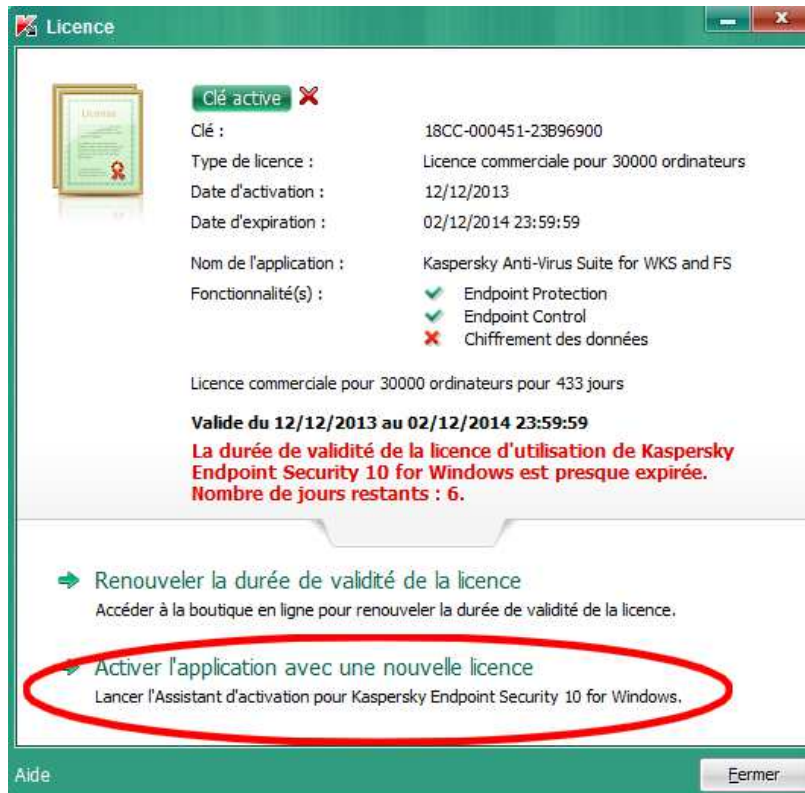 Licence
LICENSE
Clé active
Clé : 18CC-000451-23B96900
Type de licence : Licence commerciale pour 30000 ordinateurs
Date d'activation : 12/12/2013
Date d'expiration : 02/12/2014 23:59:59
Nom de l'application : Kaspersky Anti-Virus Suite for WKS and FS
Fonctionnalité(s) : Endpoint Protection
Endpoint Control
Chiffrement des données
Licence commerciale pour 30000 ordinateurs pour 433 jours
Valide du 12/12/2013 au 02/12/2014 23:59:59
La durée de validité de la licence d'utilisation de Kaspersky
Endpoint Security 10 for Windows est presque expirée.
Nombre de jours restants : 6.
Renouveler la durée de validité de la licence
Accéder à la boutique en ligne pour renouveler la durée de validité de la licence.
Activer l'application avec une nouvelle licence
Lancer l'Assistant d'activation pour Kaspersky Endpoint Security 10 for Windows.
Aide
Fermer